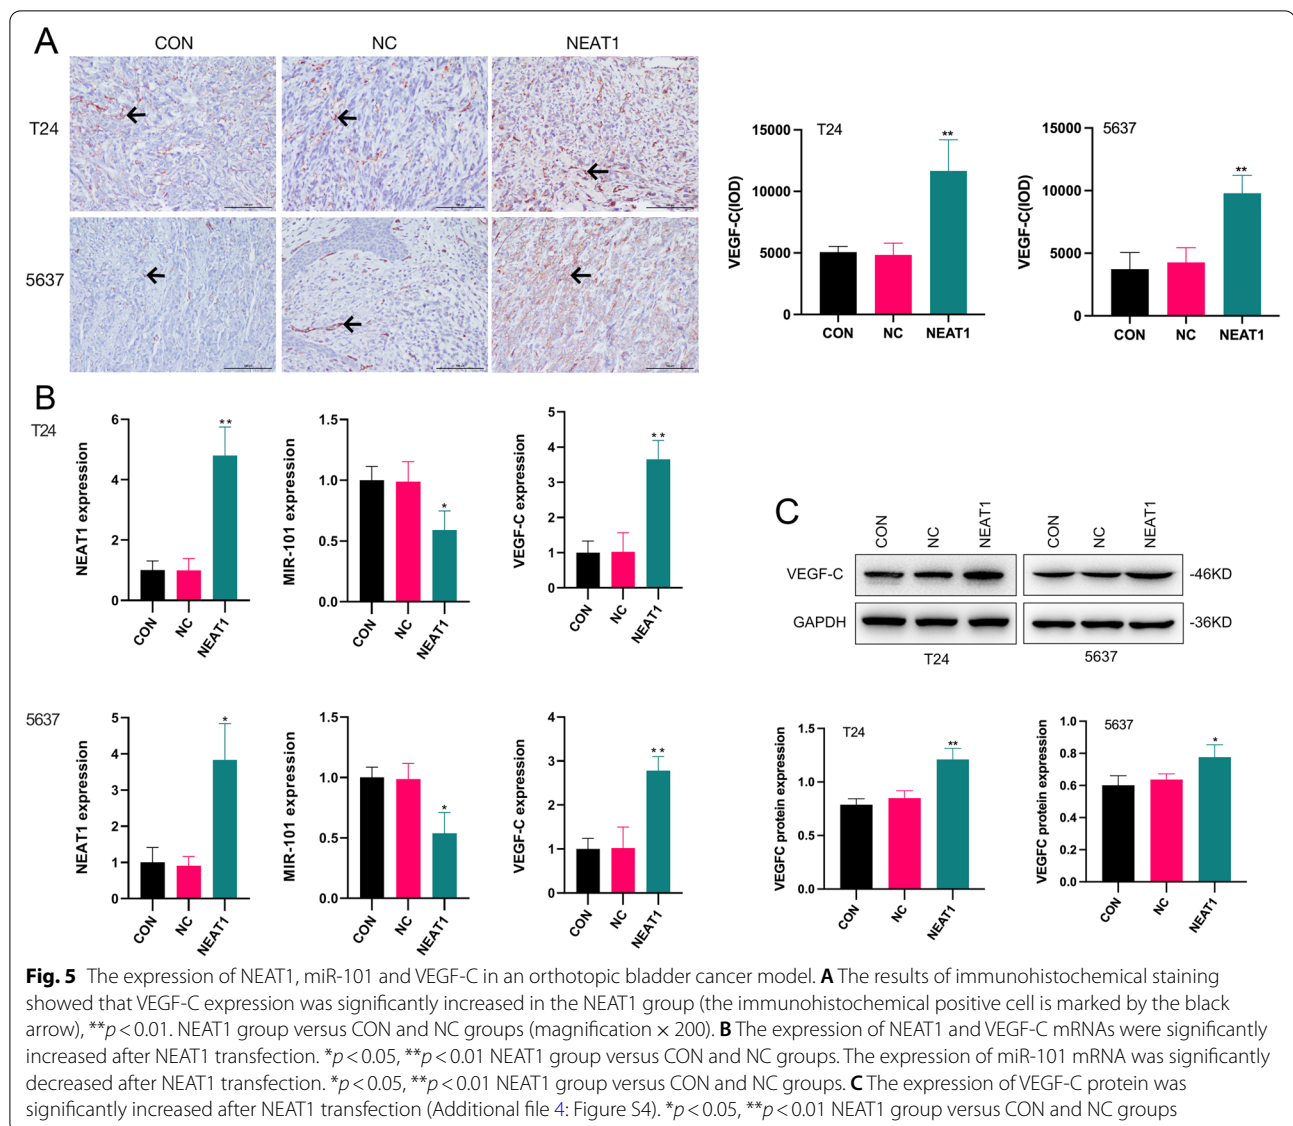 A
CON
NC
NEAT1
T24
5637
T24
VEGF-C(IOD)
15000
10000
5000
0
**
CON
NC
NEAT1
5637
VEGF-C(IOD)
15000
10000
5000
0
**
CON
NC
NEAT1
B
T24
NEAT1 expression
6
4
2
0
**
CON
NC
NEAT1
MIR-101 expression
1.5
1.0
0.5
0.0
*
CON
NC
NEAT1
VEGF-C expression
5
4
3
2
1
0
**
CON
NC
NEAT1
5637
NEAT1 expression
5
4
3
2
1
0
*
CON
NC
NEAT1
MIR-101 expression
1.5
1.0
0.5
0.0
*
CON
NC
NEAT1
VEGF-C expression
4
3
2
1
0
**
CON
NC
NEAT1
C
CON
NC
NEAT1
CON
NC
NEAT1
VEGF-C
-46KD
GAPDH
-36KD
T24
5637
T24
VEGFC protein expression
1.5
1.0
0.5
0.0
**
CON
NC
NEAT1
5637
VEGFC protein expression
1.0
0.8
0.6
0.4
0.2
0.0
*
CON
NC
NEAT1
Fig. 5 The expression of NEAT1, miR-101 and VEGF-C in an orthotopic bladder cancer model. A The results of immunohistochemical staining
showed that VEGF-C expression was significantly increased in the NEAT1 group (the immunohistochemical positive cell is marked by the black
arrow), **p < 0.01. NEAT1 group versus CON and NC groups (magnification × 200). B The expression of NEAT1 and VEGF-C mRNAs were significantly
increased after NEAT1 transfection. *p < 0.05, **p < 0.01 NEAT1 group versus CON and NC groups. The expression of miR-101 mRNA was significantly
decreased after NEAT1 transfection. *p < 0.05, **p < 0.01 NEAT1 group versus CON and NC groups. C The expression of VEGF-C protein was
significantly increased after NEAT1 transfection (Additional file 4: Figure S4). *p < 0.05, **p < 0.01 NEAT1 group versus CON and NC groups